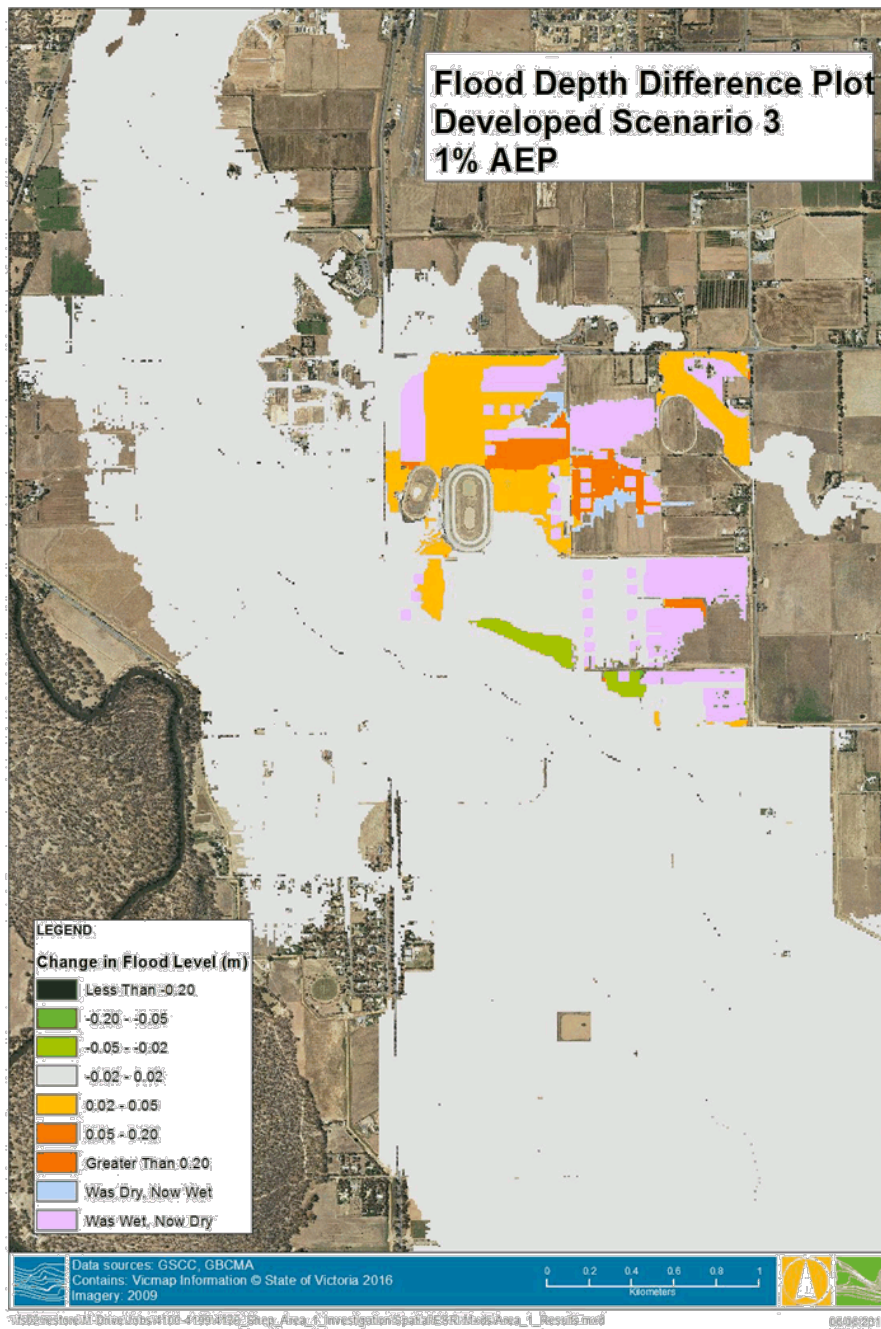 Flood Depth Difference Plot
Developed Scenario 3
1% AEP
LEGEND
Change in Flood Level (m)
Less Than -0.20
-0.20 - -0.05
-0.05 - -0.02
-0.02 - 0.02
0.02 - 0.05
0.05 - 0.20
Greater Than 0.20
Was Dry, Now Wet
Was Wet, Now Dry
Data sources: GSCC, GBCMA
Contains: Vicmap Information © State of Victoria 2016
Imagery: 2009
0 0.2 0.4 0.6 0.8 1
Kilometers